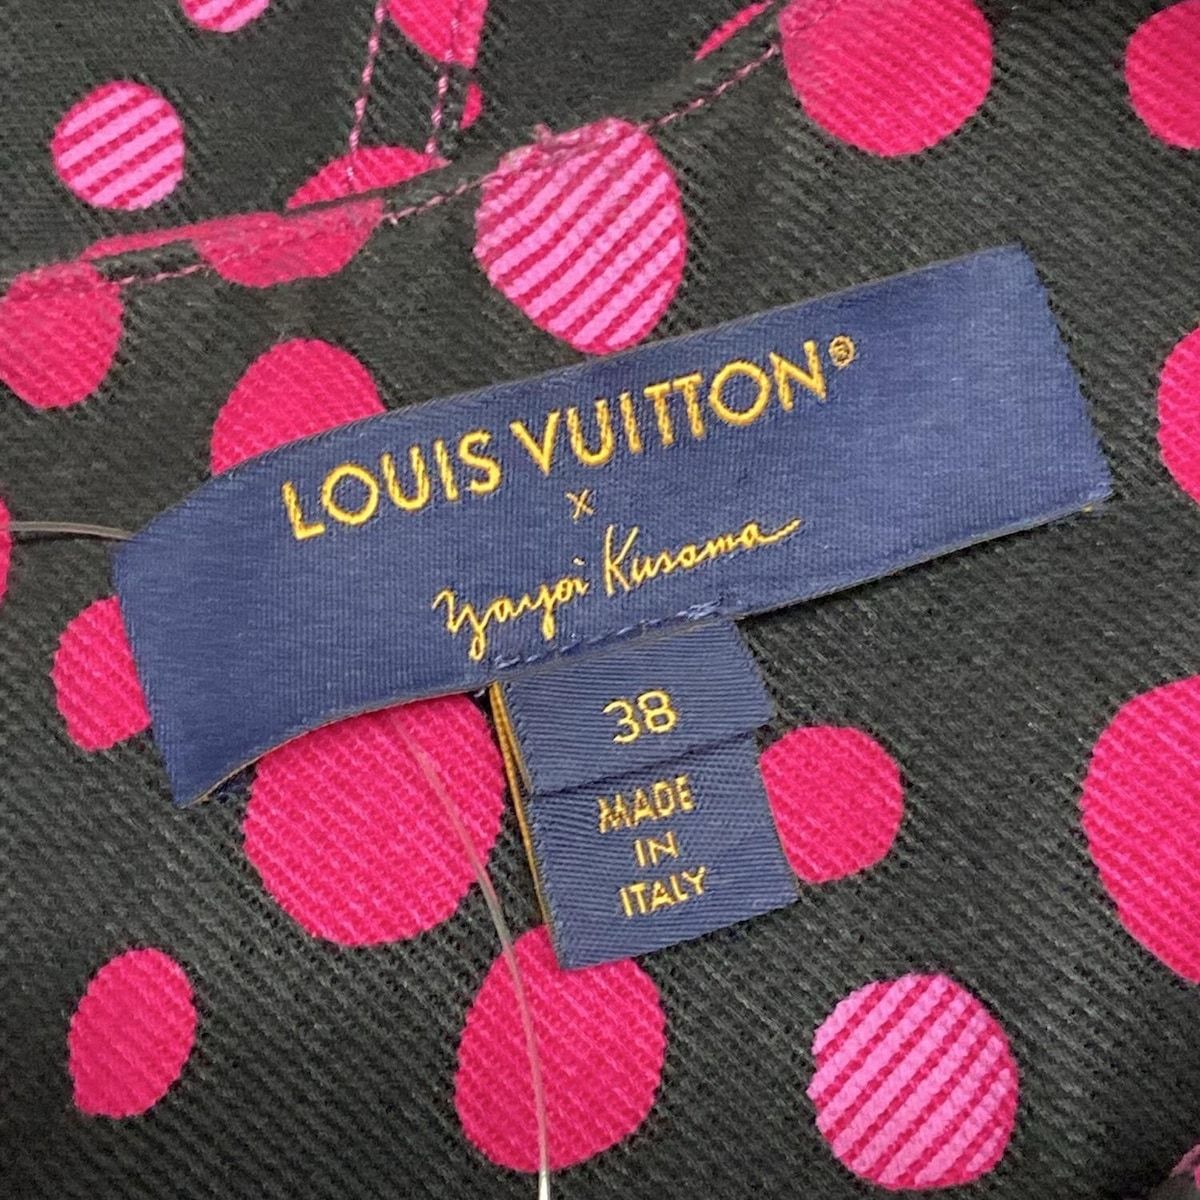 LOUIS VUITTON®
x
Yayoi Kusama
38
MADE
IN
ITALY